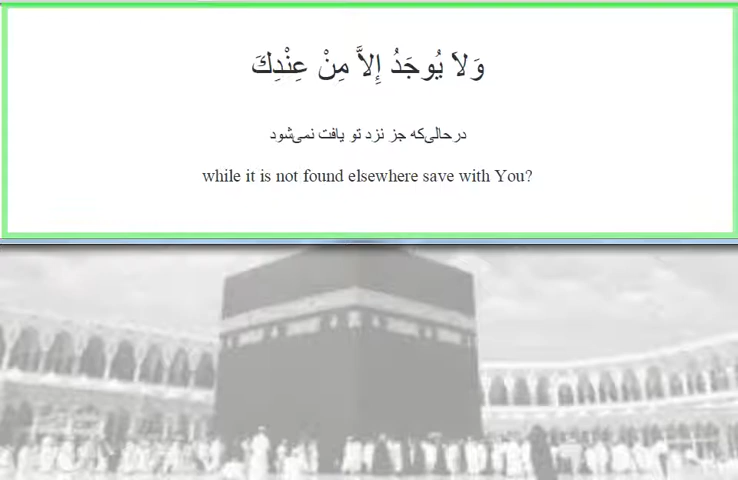 وَلاَ يُوجَدُ إِلاَّ مِنْ عِنْدِكَ
درحالی‌که جز نزد تو یافت نمی‌شود
while it is not found elsewhere save with You?